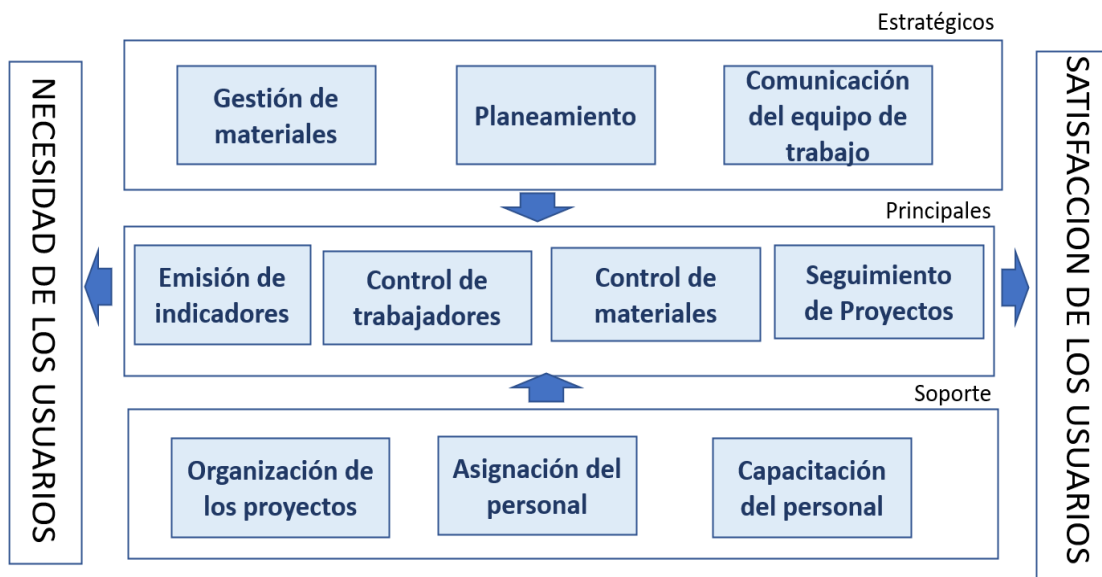 Estratégicos
NECESIDAD DE LOS USUARIOS
Gestión de
materiales
Planeamiento
Comunicación
del equipo de
trabajo
SATISFACCION DE LOS USUARIOS
Principales
Emisión de
indicadores
Control de
trabajadores
Control de
materiales
Seguimiento
de Proyectos
Soporte
Organización de
los proyectos
Asignación del
personal
Capacitación
del personal